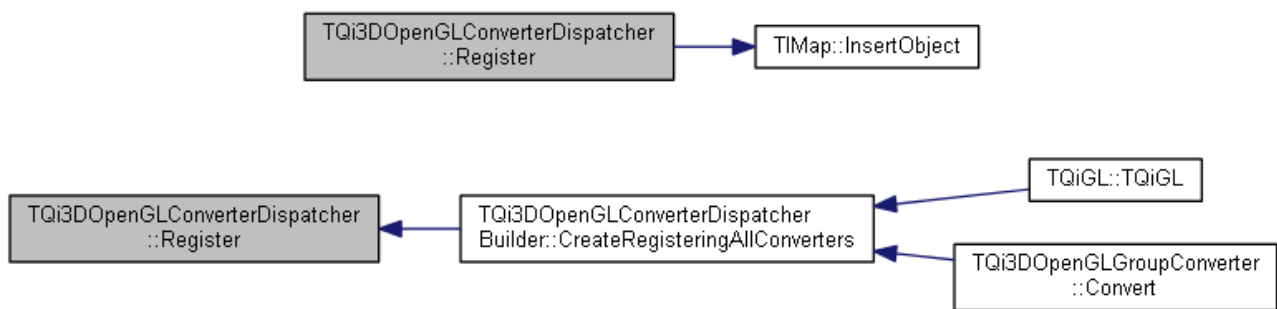 TQi3DOpenGLConverterDispatcher
::Register
TIMap::InsertObject
TQiGL::TQiGL
TQi3DOpenGLConverterDispatcher
::Register
TQi3DOpenGLConverterDispatcher
Builder::CreateRegisteringAllConverters
TQi3DOpenGLGroupConverter
::Convert